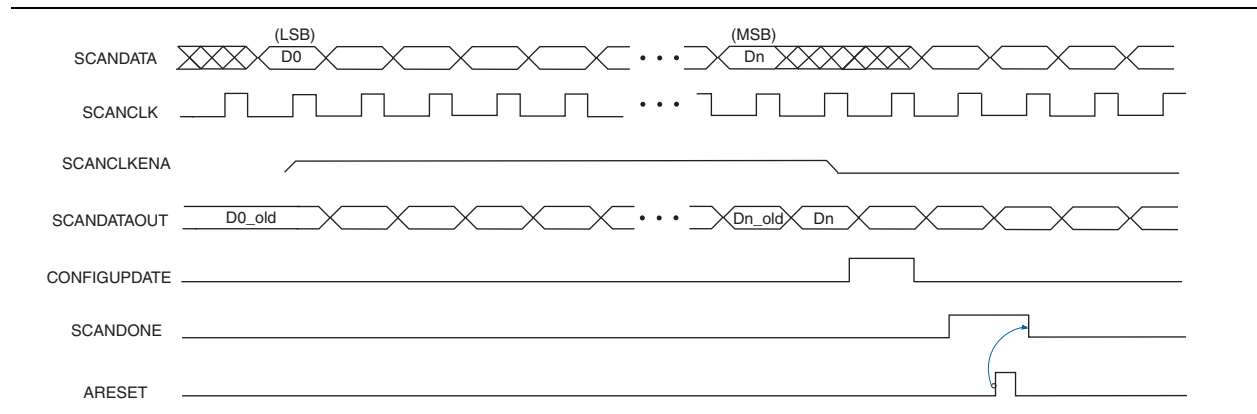 (LSB) (MSB)
SCANDATA D0 Dn
SCANCLK
SCANCLKENA
SCANDATAOUT D0_old Dn_old Dn
CONFIGUPDATE
SCANDONE
ARESET